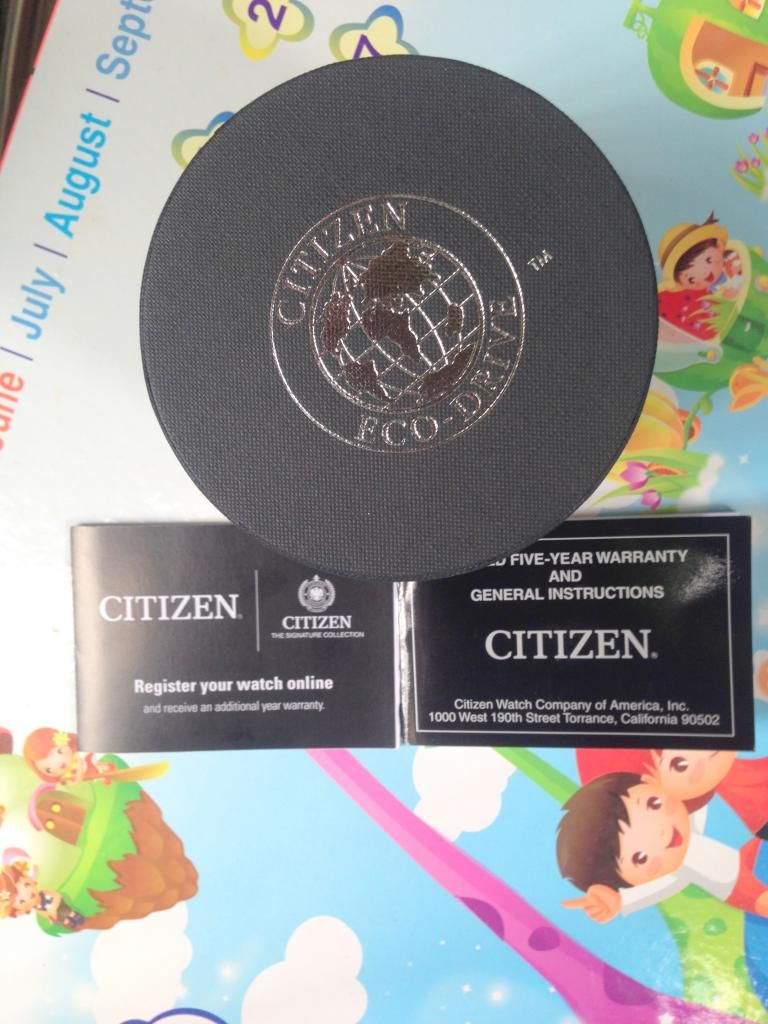 2
7
Sept
August |
July |
June |
CITIZEN
ECO-DRIVE
TM
CITIZEN
CITIZEN
THE SIGNATURE COLLECTION
Register your watch online
and receive an additional year warranty.
FIVE-YEAR WARRANTY
AND
GENERAL INSTRUCTIONS
CITIZEN®
Citizen Watch Company of America, Inc.
1000 West 190th Street Torrance, California 90502